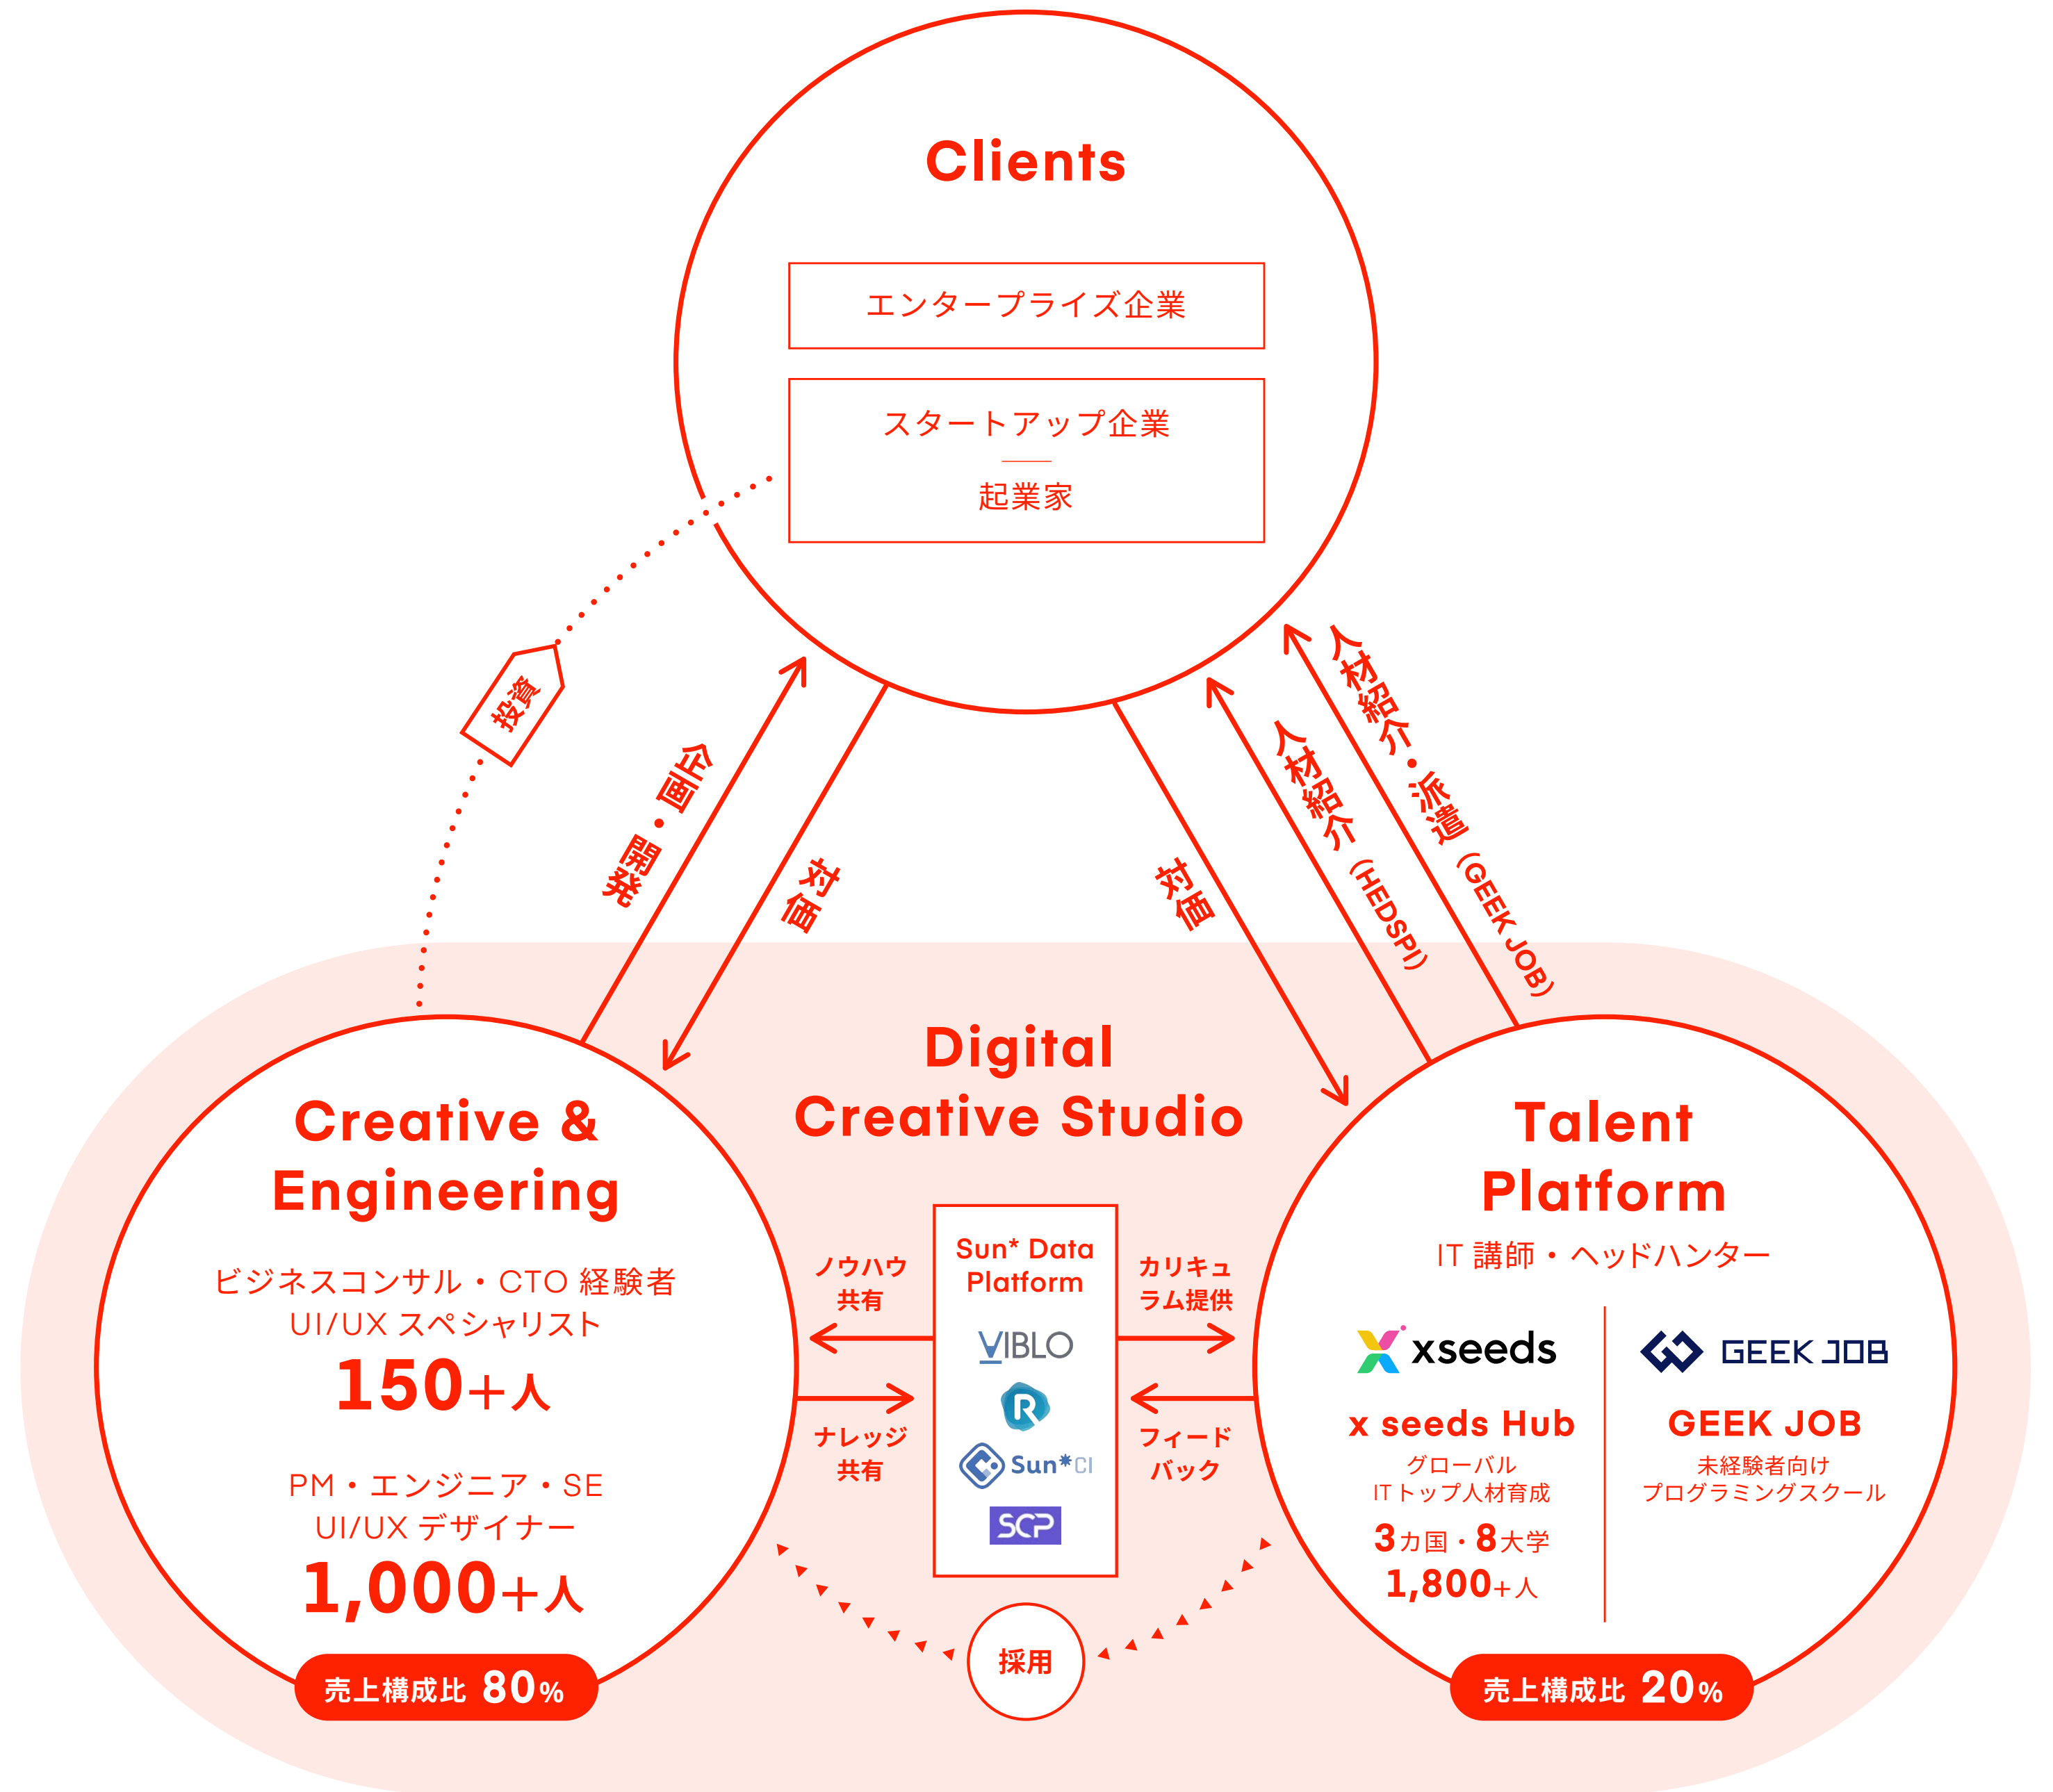 Clients
エンタープライズ企業
スタートアップ企業
起業家
投資
企画・開発
対価
対価
人材紹介（HEDSPI）
人材紹介・派遣（GEEK JOB）
Digital
Creative Studio
Creative &
Engineering
ビジネスコンサル・CTO 経験者
UI/UX スペシャリスト
150+人
PM・エンジニア・SE
UI/UX デザイナー
1,000+人
売上構成比 80%
ノウハウ
共有
ナレッジ
共有
Sun* Data
Platform
VIBLO
R
Sun*CI
SCP
カリキュ
ラム提供
フィード
バック
採用
Talent
Platform
IT 講師・ヘッドハンター
xseeds
x seeds Hub
グローバル
IT トップ人材育成
3カ国・8大学
1,800+人
GEEK JOB
GEEK JOB
未経験者向け
プログラミングスクール
売上構成比 20%